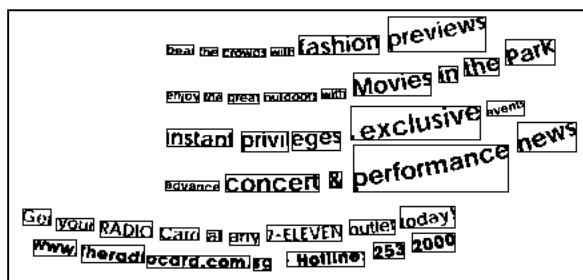 beat the crowds with fashion previews
enjoy the great outdoors with Movies in the Park
instant privileges . exclusive events
advance concert & performance news
Get your RADIO Card at any 7-ELEVEN outlet today!
www.theradiocard.com.sg . Hotline: 253 2000